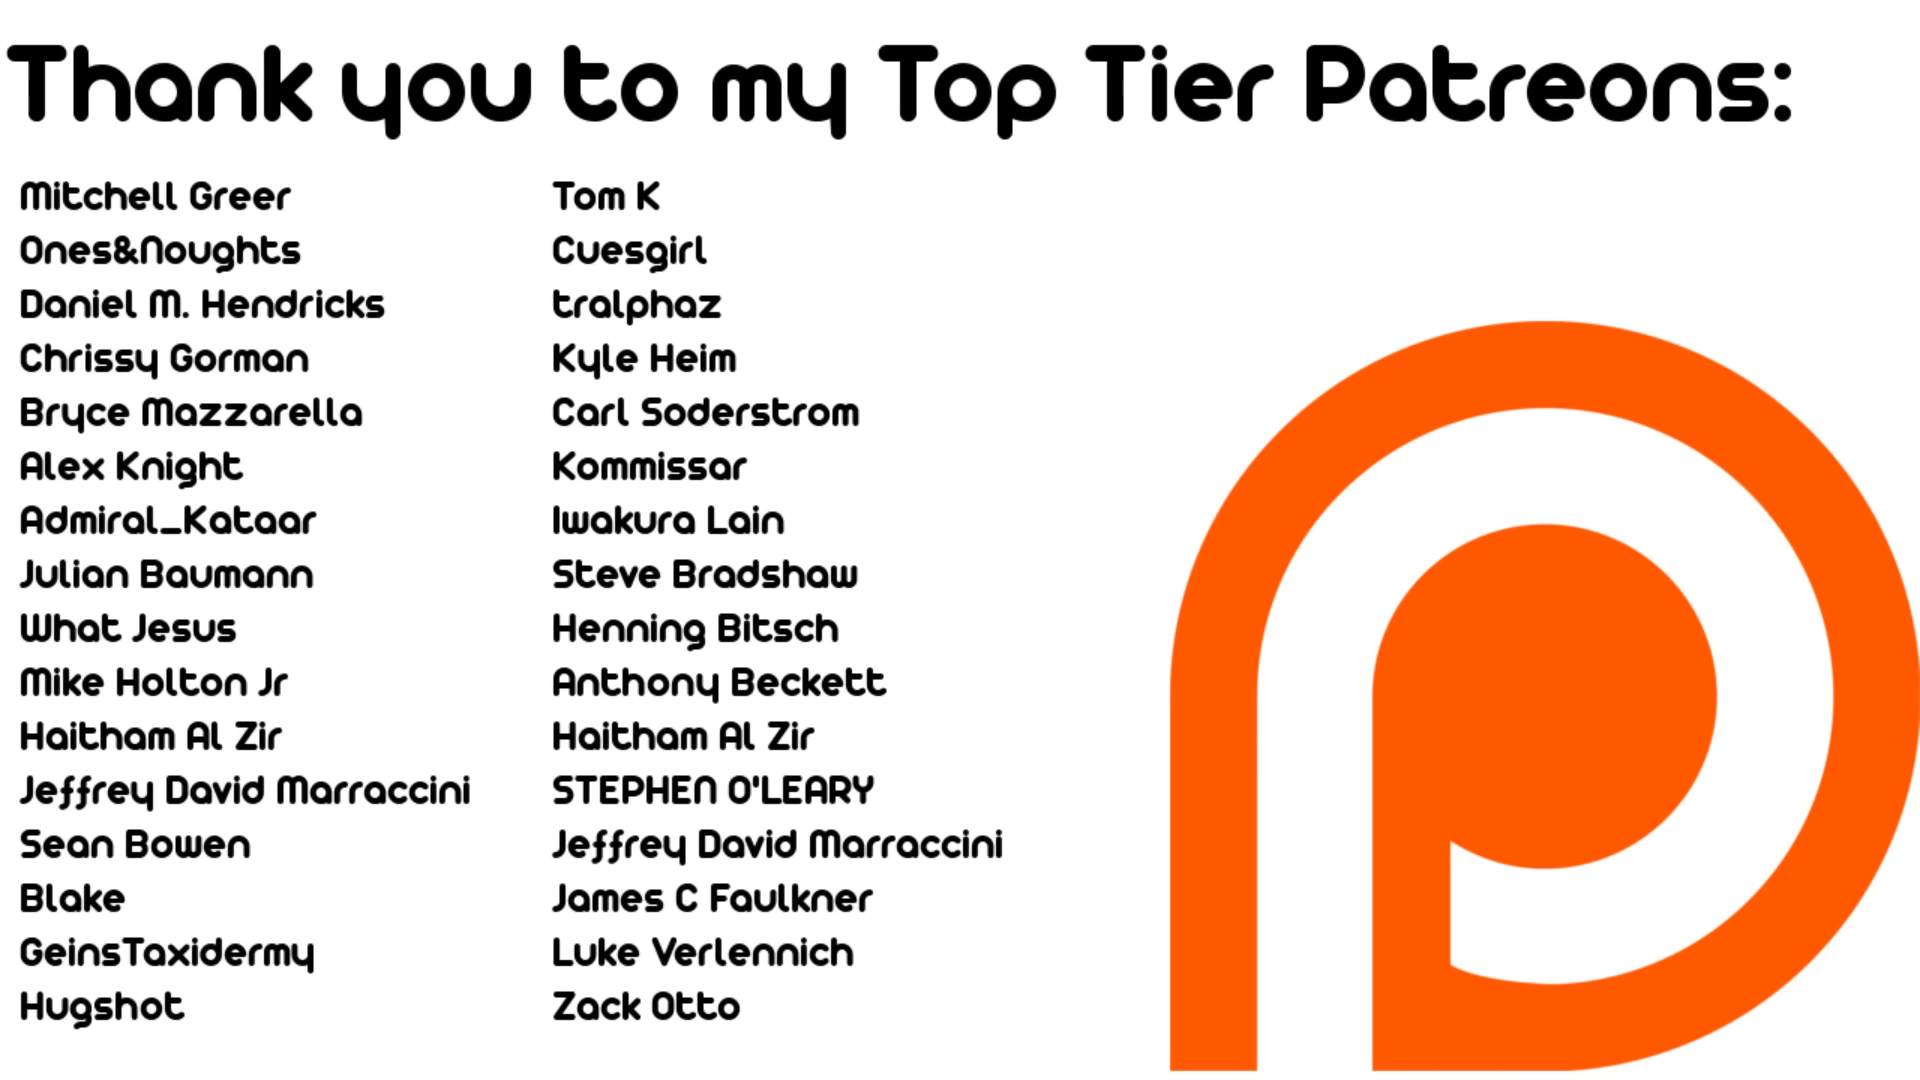 Thank you to my Top Tier Patreons:
Mitchell Greer
Ones&Noughts
Daniel M. Hendricks
Chrissy Gorman
Bryce Mazzarella
Alex Knight
Admiral_Kataar
Julian Baumann
What Jesus
Mike Holton Jr
Haitham Al Zir
Jeffrey David Marraccini
Sean Bowen
Blake
GeinsTaxidermy
Hugshot
Tom K
Cuesgirl
tralphaz
Kyle Heim
Carl Soderstrom
Kommissar
Iwakura Lain
Steve Bradshaw
Henning Bitsch
Anthony Beckett
Haitham Al Zir
STEPHEN O'LEARY
Jeffrey David Marraccini
James C Faulkner
Luke Verlennich
Zack Otto